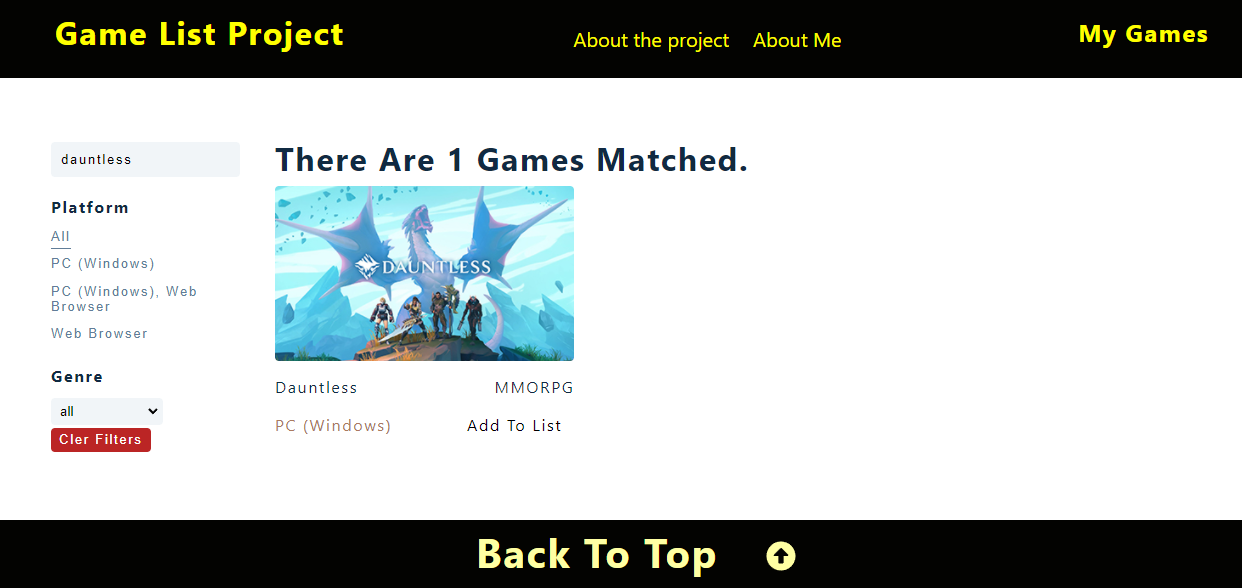 Game List Project
About the project
About Me
My Games
dauntless
Platform
All
PC (Windows)
PC (Windows), Web
Browser
Web Browser
Genre
all
Cler Filters
There Are 1 Games Matched.
DAUNTLESS
Dauntless
MMORPG
PC (Windows)
Add To List
Back To Top